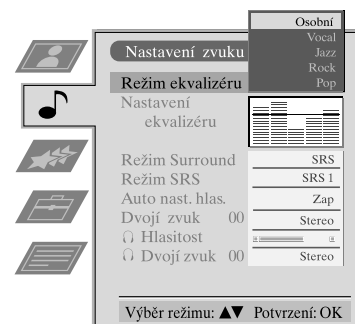 Osobní
Nastavení zvuku
Vocal
Jazz
Rock
Režim ekvalizéru
Pop
Nastavení
ekvalizéru
Režim Surround SRS
Režim SRS SRS 1
Auto nast. hlas. Zap
Dvojí zvuk 00 Stereo
Hlasitost
Dvojí zvuk 00 Stereo
Výběr režimu: ▲▼ Potvrzení: OK